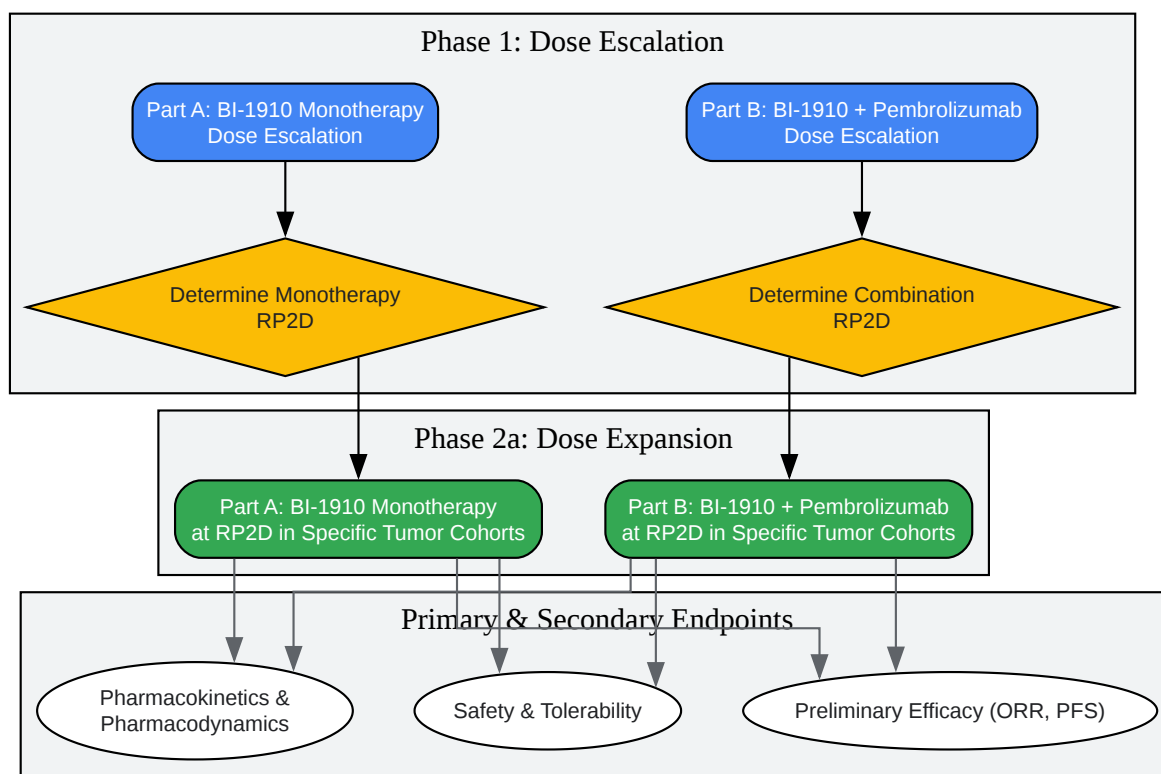 Phase 1: Dose Escalation
Part A: BI-1910 Monotherapy
Dose Escalation
Part B: BI-1910 + Pembrolizumab
Dose Escalation
Determine Monotherapy
RP2D
Determine Combination
RP2D
Phase 2a: Dose Expansion
Part A: BI-1910 Monotherapy
at RP2D in Specific Tumor Cohorts
Part B: BI-1910 + Pembrolizumab
at RP2D in Specific Tumor Cohorts
Primary & Secondary Endpoints
Pharmacokinetics &
Pharmacodynamics
Safety & Tolerability
Preliminary Efficacy (ORR, PFS)